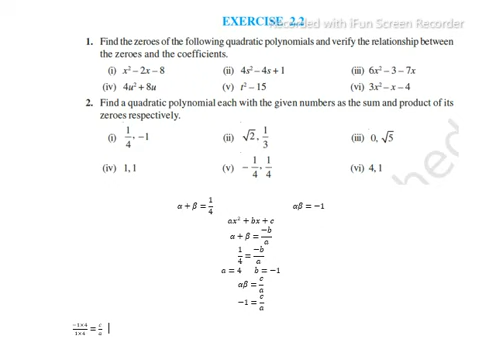 EXERCISE 2.2
Recorded with iFun Screen Recorder
1. Find the zeroes of the following quadratic polynomials and verify the relationship between
the zeroes and the coefficients.
(i) x² – 2x – 8 (ii) 4s² – 4s + 1 (iii) 6x² – 3 – 7x
(iv) 4u² + 8u (v) t² – 15 (vi) 3x² – x – 4
2. Find a quadratic polynomial each with the given numbers as the sum and product of its
zeroes respectively.
(i) 1/4, –1 (ii) √2, 1/3 (iii) 0, √5
(iv) 1, 1 (v) –1/4, 1/4 (vi) 4, 1
α + β = 1/4 αβ = −1
ax² + bx + c
α + β = −b/a
1/4 = −b/a
a = 4 b = −1
αβ = c/a
−1 = c/a
−1×4/1×4 = c/a